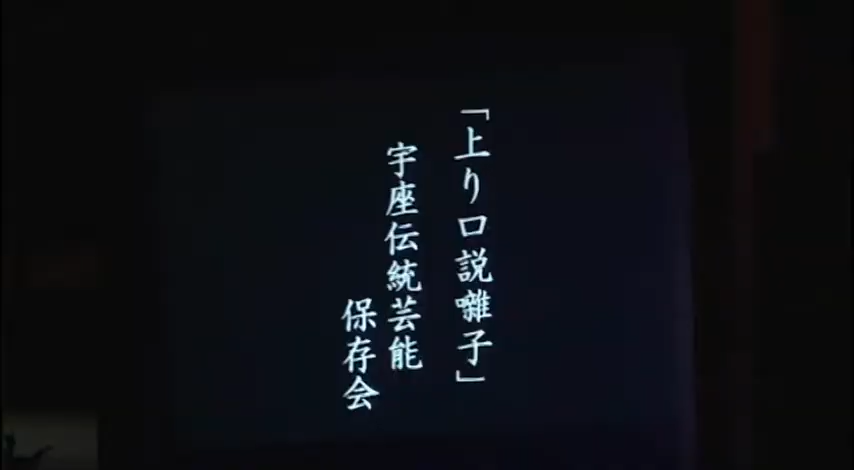 「上り口説囃子」
宇座伝統芸能
保存会